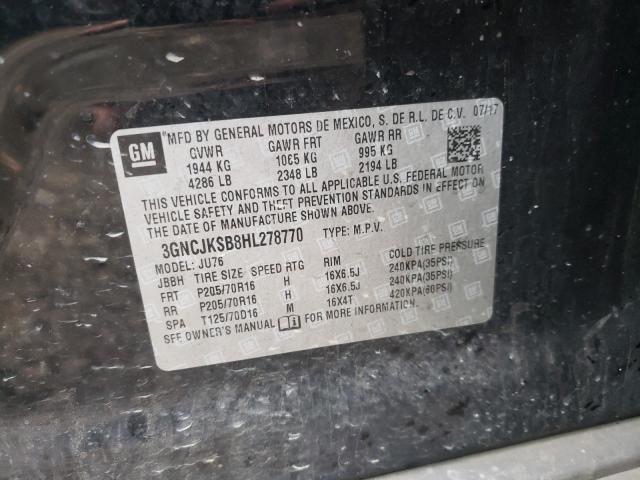 GM
"MFD BY GENERAL MOTORS DE MEXICO, S. DE R.L. DE C.V. 07/17
GVWR GAWR FRT GAWR RR
1944 KG 1065 KG 995 KG
4286 LB 2348 LB 2194 LB
THIS VEHICLE CONFORMS TO ALL APPLICABLE U.S. FEDERAL MOTOR
VEHICLE SAFETY AND THEFT PREVENTION STANDARDS IN EFFECT ON
THE DATE OF MANUFACTURE SHOWN ABOVE.
3GNCJKSB8HL278770 TYPE: M.P.V.
MODEL: JU76
JBBH TIRE SIZE SPEED RTG RIM COLD TIRE PRESSURE
FRT P205/70R16 H 16X6.5J 240KPA(35PSI)
RR P205/70R16 H 16X6.5J 240KPA(35PSI)
SPA T125/70D16 M 16X4T 420KPA(60PSI)
SEE OWNER'S MANUAL FOR MORE INFORMATION.